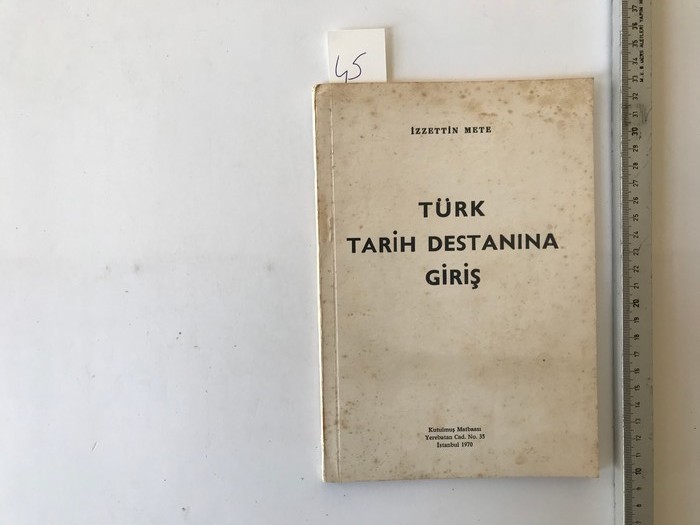 45
İZZETTİN METE
TÜRK
TARİH DESTANINA
GİRİŞ
Kutulmuş Matbaası
Yerebatan Cad. No. 35
İstanbul 1970